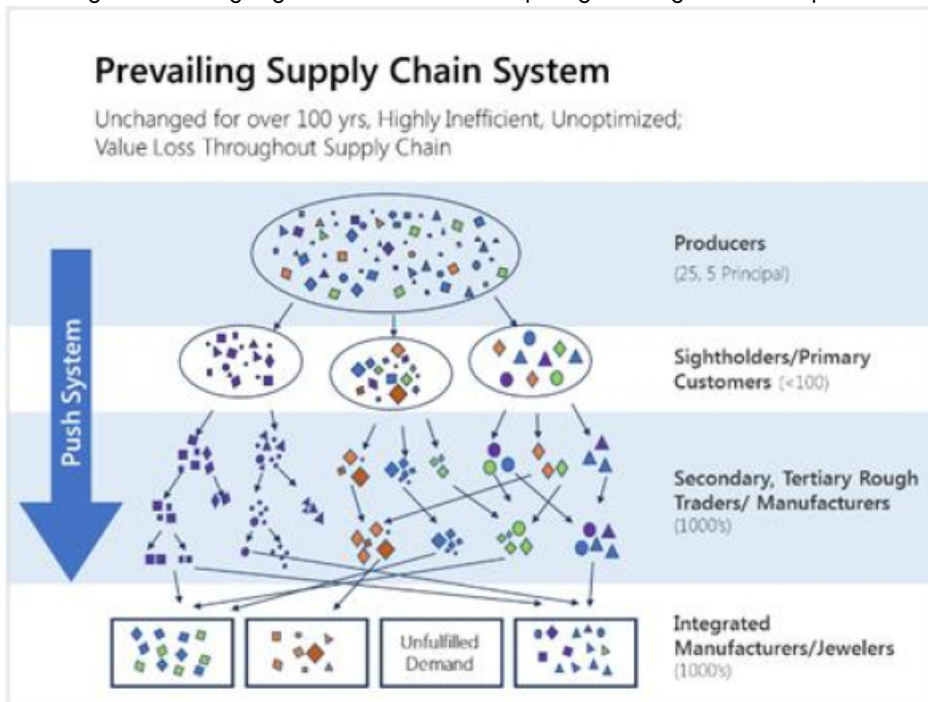 Prevailing Supply Chain System
Unchanged for over 100 yrs, Highly Inefficient, Unoptimized;
Value Loss Throughout Supply Chain
Push System
Producers
(25, 5 Principal)
Sightholders/Primary
Customers (<100)
Secondary, Tertiary Rough
Traders/ Manufacturers
(1000's)
Integrated
Manufacturers/Jewelers
(1000's)
Unfulfilled
Demand